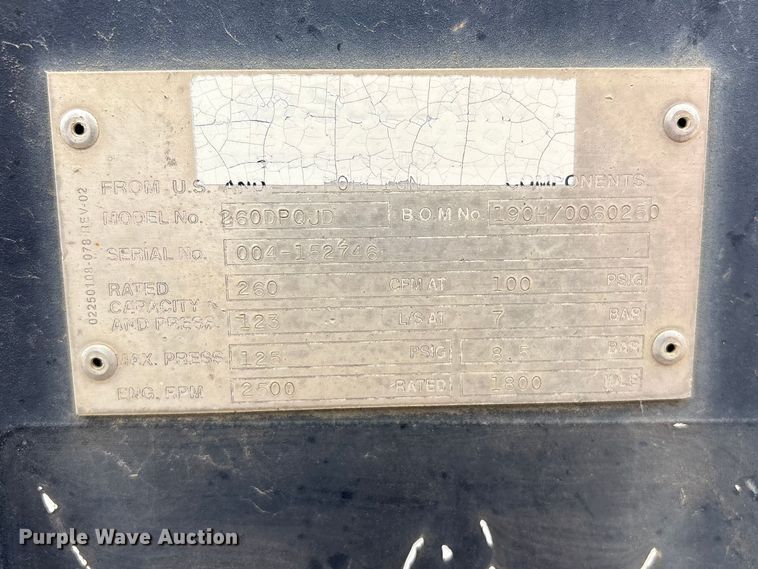 FROM U.S. AND COMPONENTS.
MODEL No. 260DPQJD B.O.M No. 190H/0060260
SERIAL No. 004-152746
RATED CAPACITY AND PRESS. 260 CFM AT 100 PSIG
123 L/S AT 7 BAR
MAX. PRESS 125 PSIG 8.5 BAR
ENG. RPM 2500 RATED 1800 IDLE
02250108-078 REV-02
Purple Wave Auction